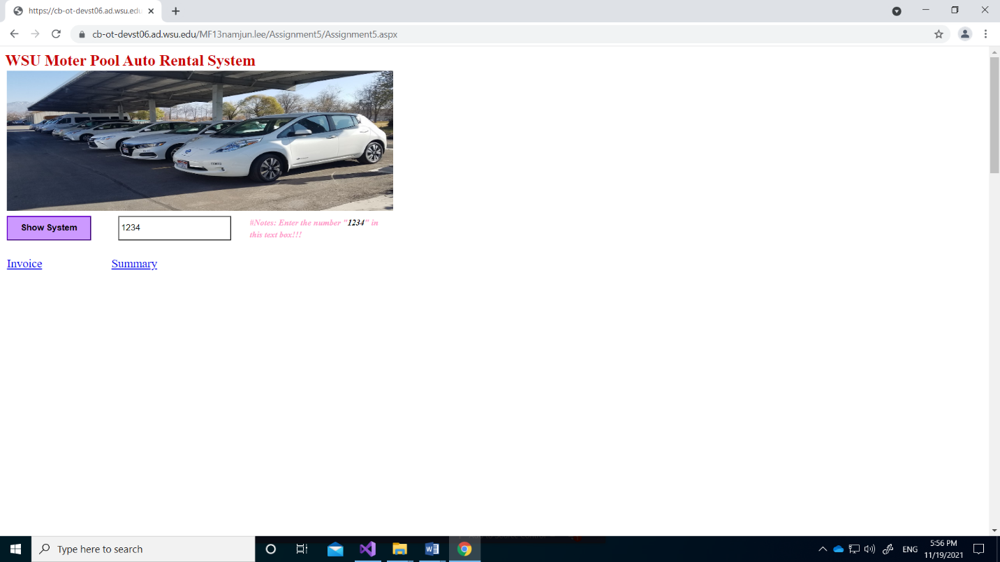 https://cb-ot-devst06.ad.wsu.edu
cb-ot-devst06.ad.wsu.edu/MF13namjun.lee/Assignment5/Assignment5.aspx
WSU Moter Pool Auto Rental System
Show System
1234
#Notes: Enter the number "1234" in
this text box!!!
Invoice
Summary
Type here to search
ENG
5:56 PM
11/19/2021